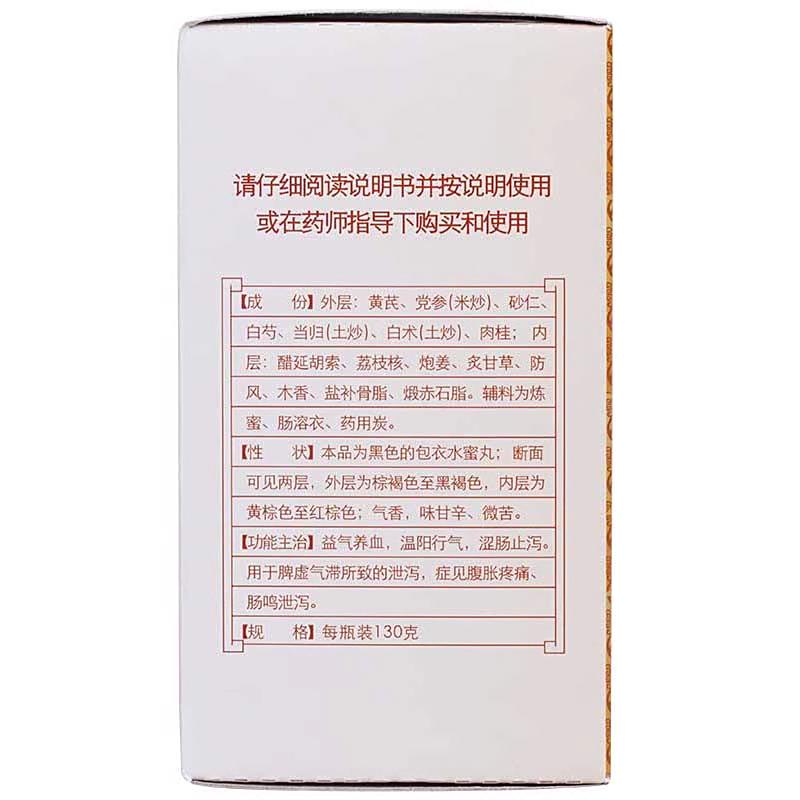 请仔细阅读说明书并按说明使用
或在药师指导下购买和使用
【成　份】外层：黄芪、党参(米炒)、砂仁、
白芍、当归(土炒)、白术(土炒)、肉桂；内
层：醋延胡索、荔枝核、炮姜、炙甘草、防
风、木香、盐补骨脂、煅赤石脂。辅料为炼
蜜、肠溶衣、药用炭。
【性　状】本品为黑色的包衣水蜜丸；断面
可见两层，外层为棕褐色至黑褐色，内层为
黄棕色至红棕色；气香，味甘辛、微苦。
【功能主治】益气养血，温阳行气，涩肠止泻。
用于脾虚气滞所致的泄泻，症见腹胀疼痛、
肠鸣泄泻。
【规　格】每瓶装130克